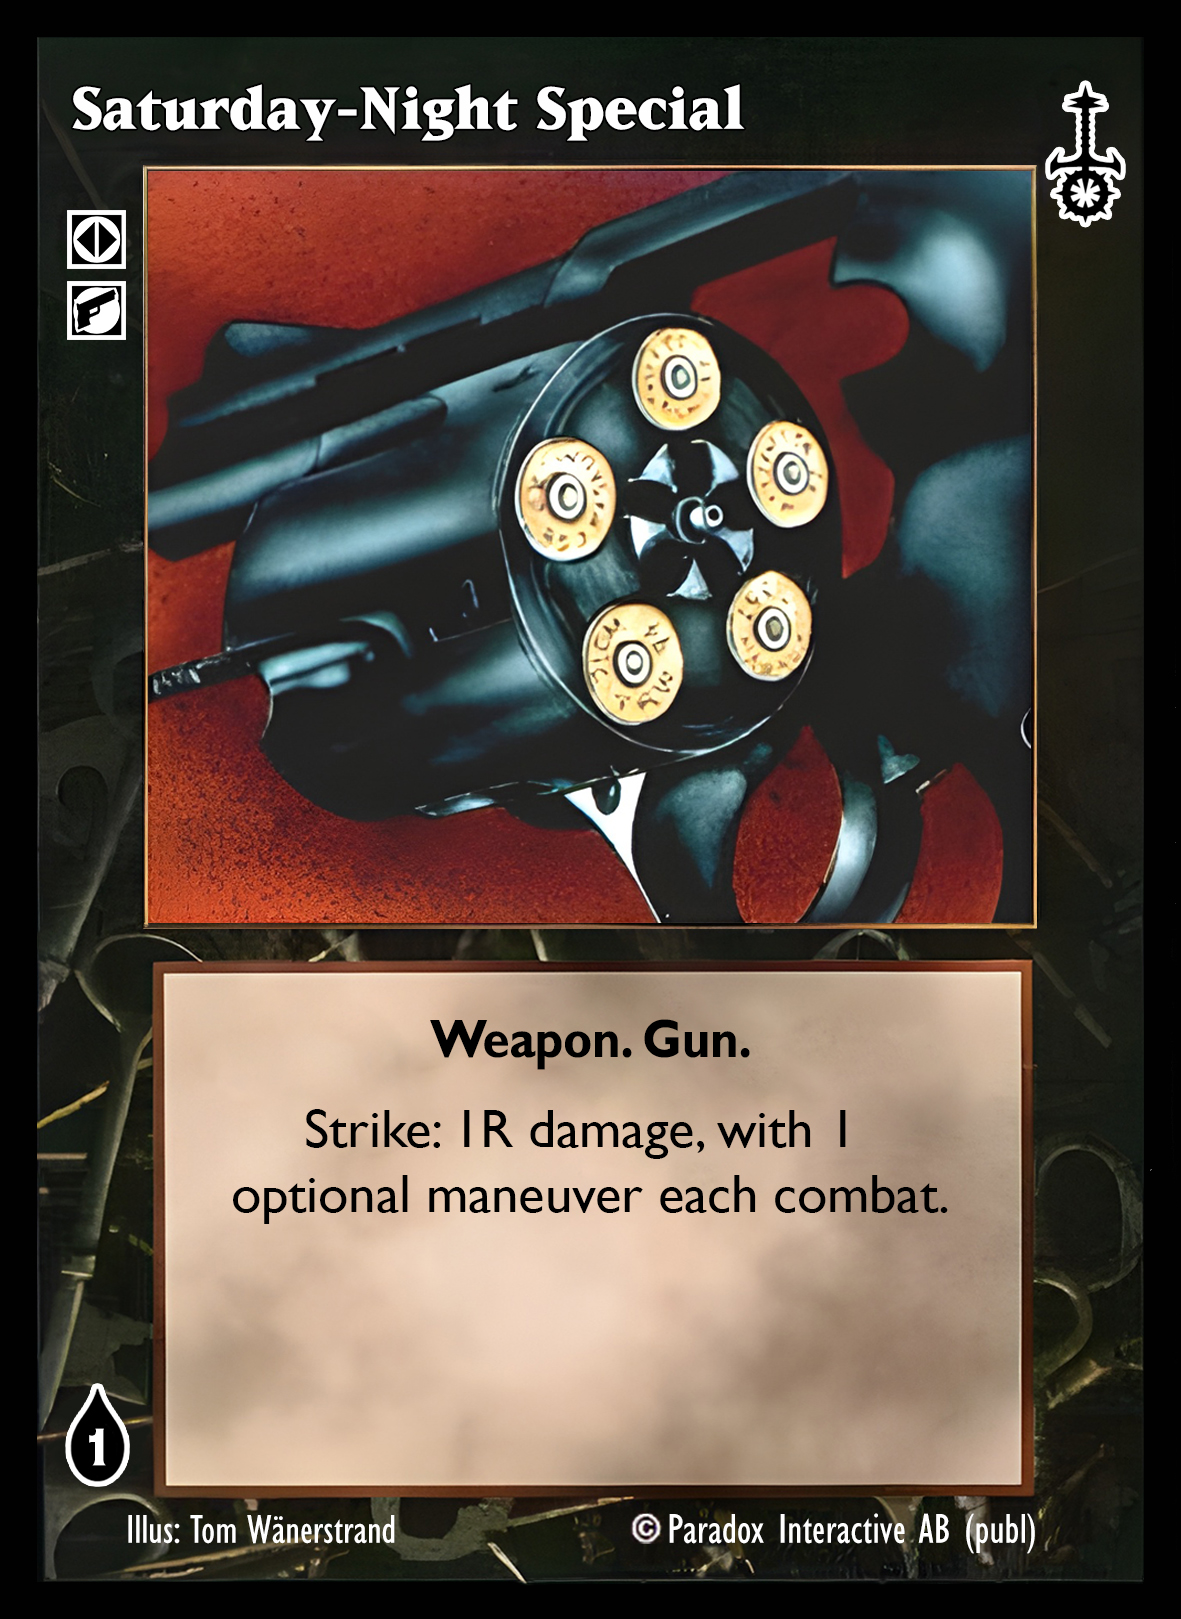 Saturday-Night Special
Weapon. Gun.
Strike: 1R damage, with 1
optional maneuver each combat.
1
Illus: Tom Wänerstrand
© Paradox Interactive AB (publ)